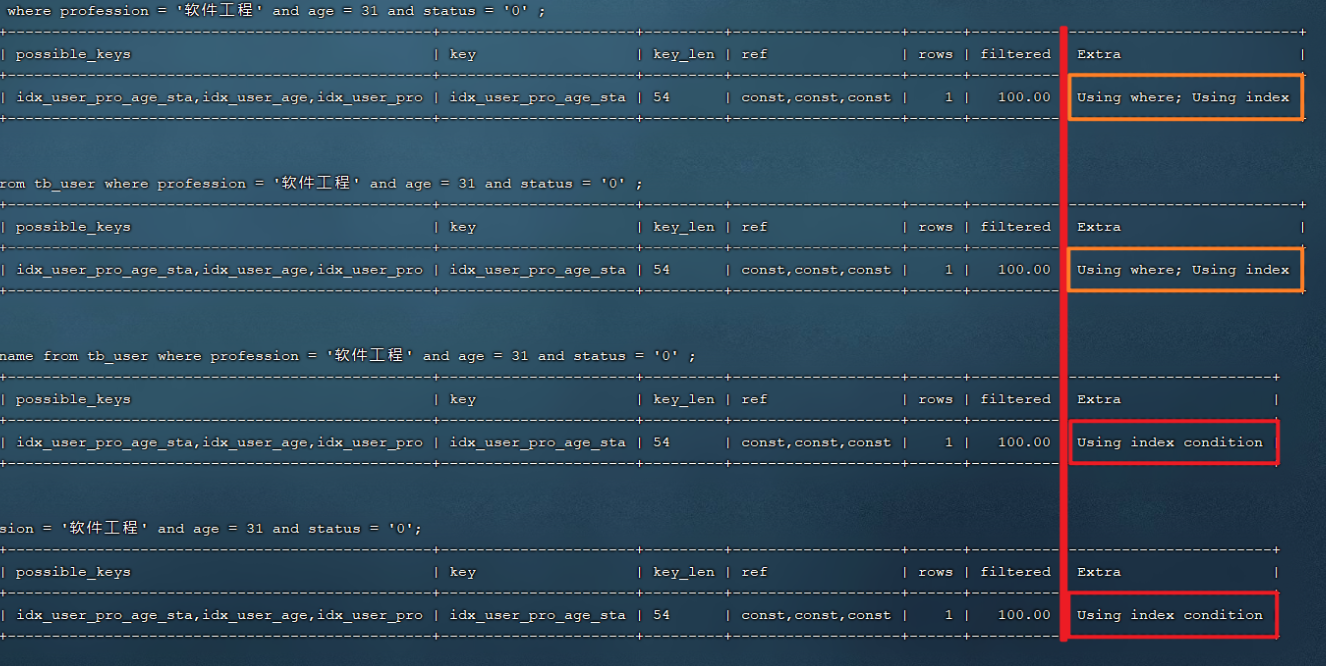 where profession = '软件工程' and age = 31 and status = '0' ;
+--------------------------------------------------+-----------------------+----------+-------------------+------+----------+--------------------------+
| possible_keys | key | key_len | ref | rows | filtered | Extra |
| idx_user_pro_age_sta,idx_user_age,idx_user_pro | idx_user_pro_age_sta | 54 | const,const,const | 1 | 100.00 | Using where; Using index
rom tb_user where profession = '软件工程' and age = 31 and status = '0' ;
| possible_keys | key | key_len | ref | rows | filtered | Extra |
| idx_user_pro_age_sta,idx_user_age,idx_user_pro | idx_user_pro_age_sta | 54 | const,const,const | 1 | 100.00 | Using where; Using index
name from tb_user where profession = '软件工程' and age = 31 and status = '0' ;
| possible_keys | key | key_len | ref | rows | filtered | Extra |
| idx_user_pro_age_sta,idx_user_age,idx_user_pro | idx_user_pro_age_sta | 54 | const,const,const | 1 | 100.00 | Using index condition
sion = '软件工程' and age = 31 and status = '0';
| possible_keys | key | key_len | ref | rows | filtered | Extra |
| idx_user_pro_age_sta,idx_user_age,idx_user_pro | idx_user_pro_age_sta | 54 | const,const,const | 1 | 100.00 | Using index condition